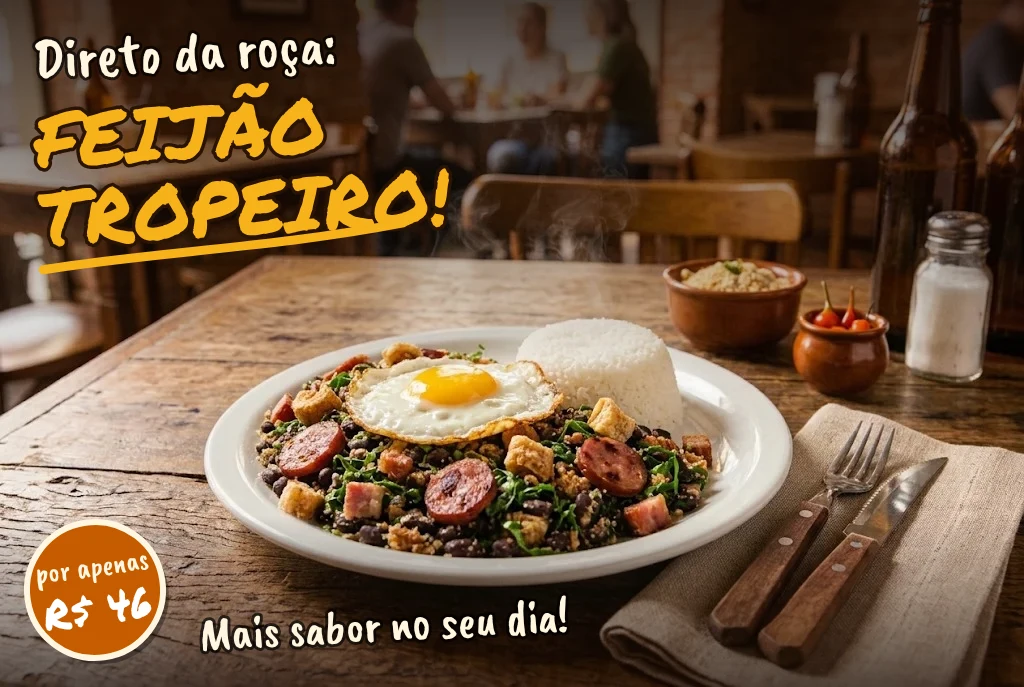 Direto da roça:
FEIJÃO
TROPEIRO!
por apenas
R$ 46
Mais sabor no seu dia!